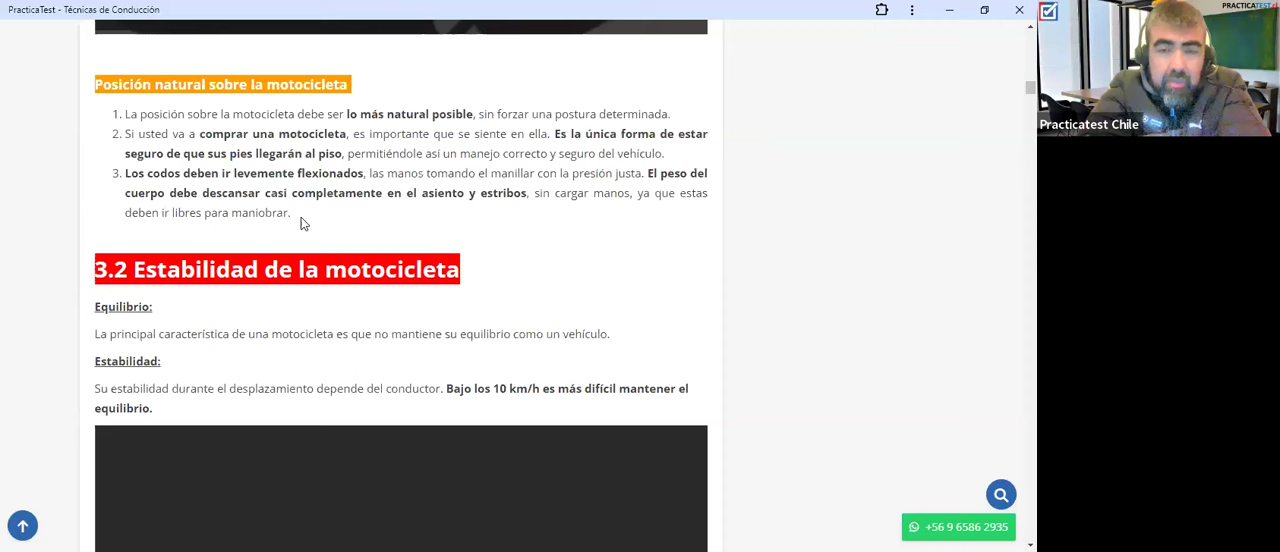 PracticaTest - Técnicas de Conducción
PRACTICATEST.cl
Practicatest Chile
Posición natural sobre la motocicleta
1. La posición sobre la motocicleta debe ser lo más natural posible, sin forzar una postura determinada.
2. Si usted va a comprar una motocicleta, es importante que se siente en ella. Es la única forma de estar
seguro de que sus pies llegarán al piso, permitiéndole así un manejo correcto y seguro del vehículo.
3. Los codos deben ir levemente flexionados, las manos tomando el manillar con la presión justa. El peso del
cuerpo debe descansar casi completamente en el asiento y estribos, sin cargar manos, ya que estas
deben ir libres para maniobrar.
3.2 Estabilidad de la motocicleta
Equilibrio:
La principal característica de una motocicleta es que no mantiene su equilibrio como un vehículo.
Estabilidad:
Su estabilidad durante el desplazamiento depende del conductor. Bajo los 10 km/h es más difícil mantener el
equilibrio.
+56 9 6586 2935